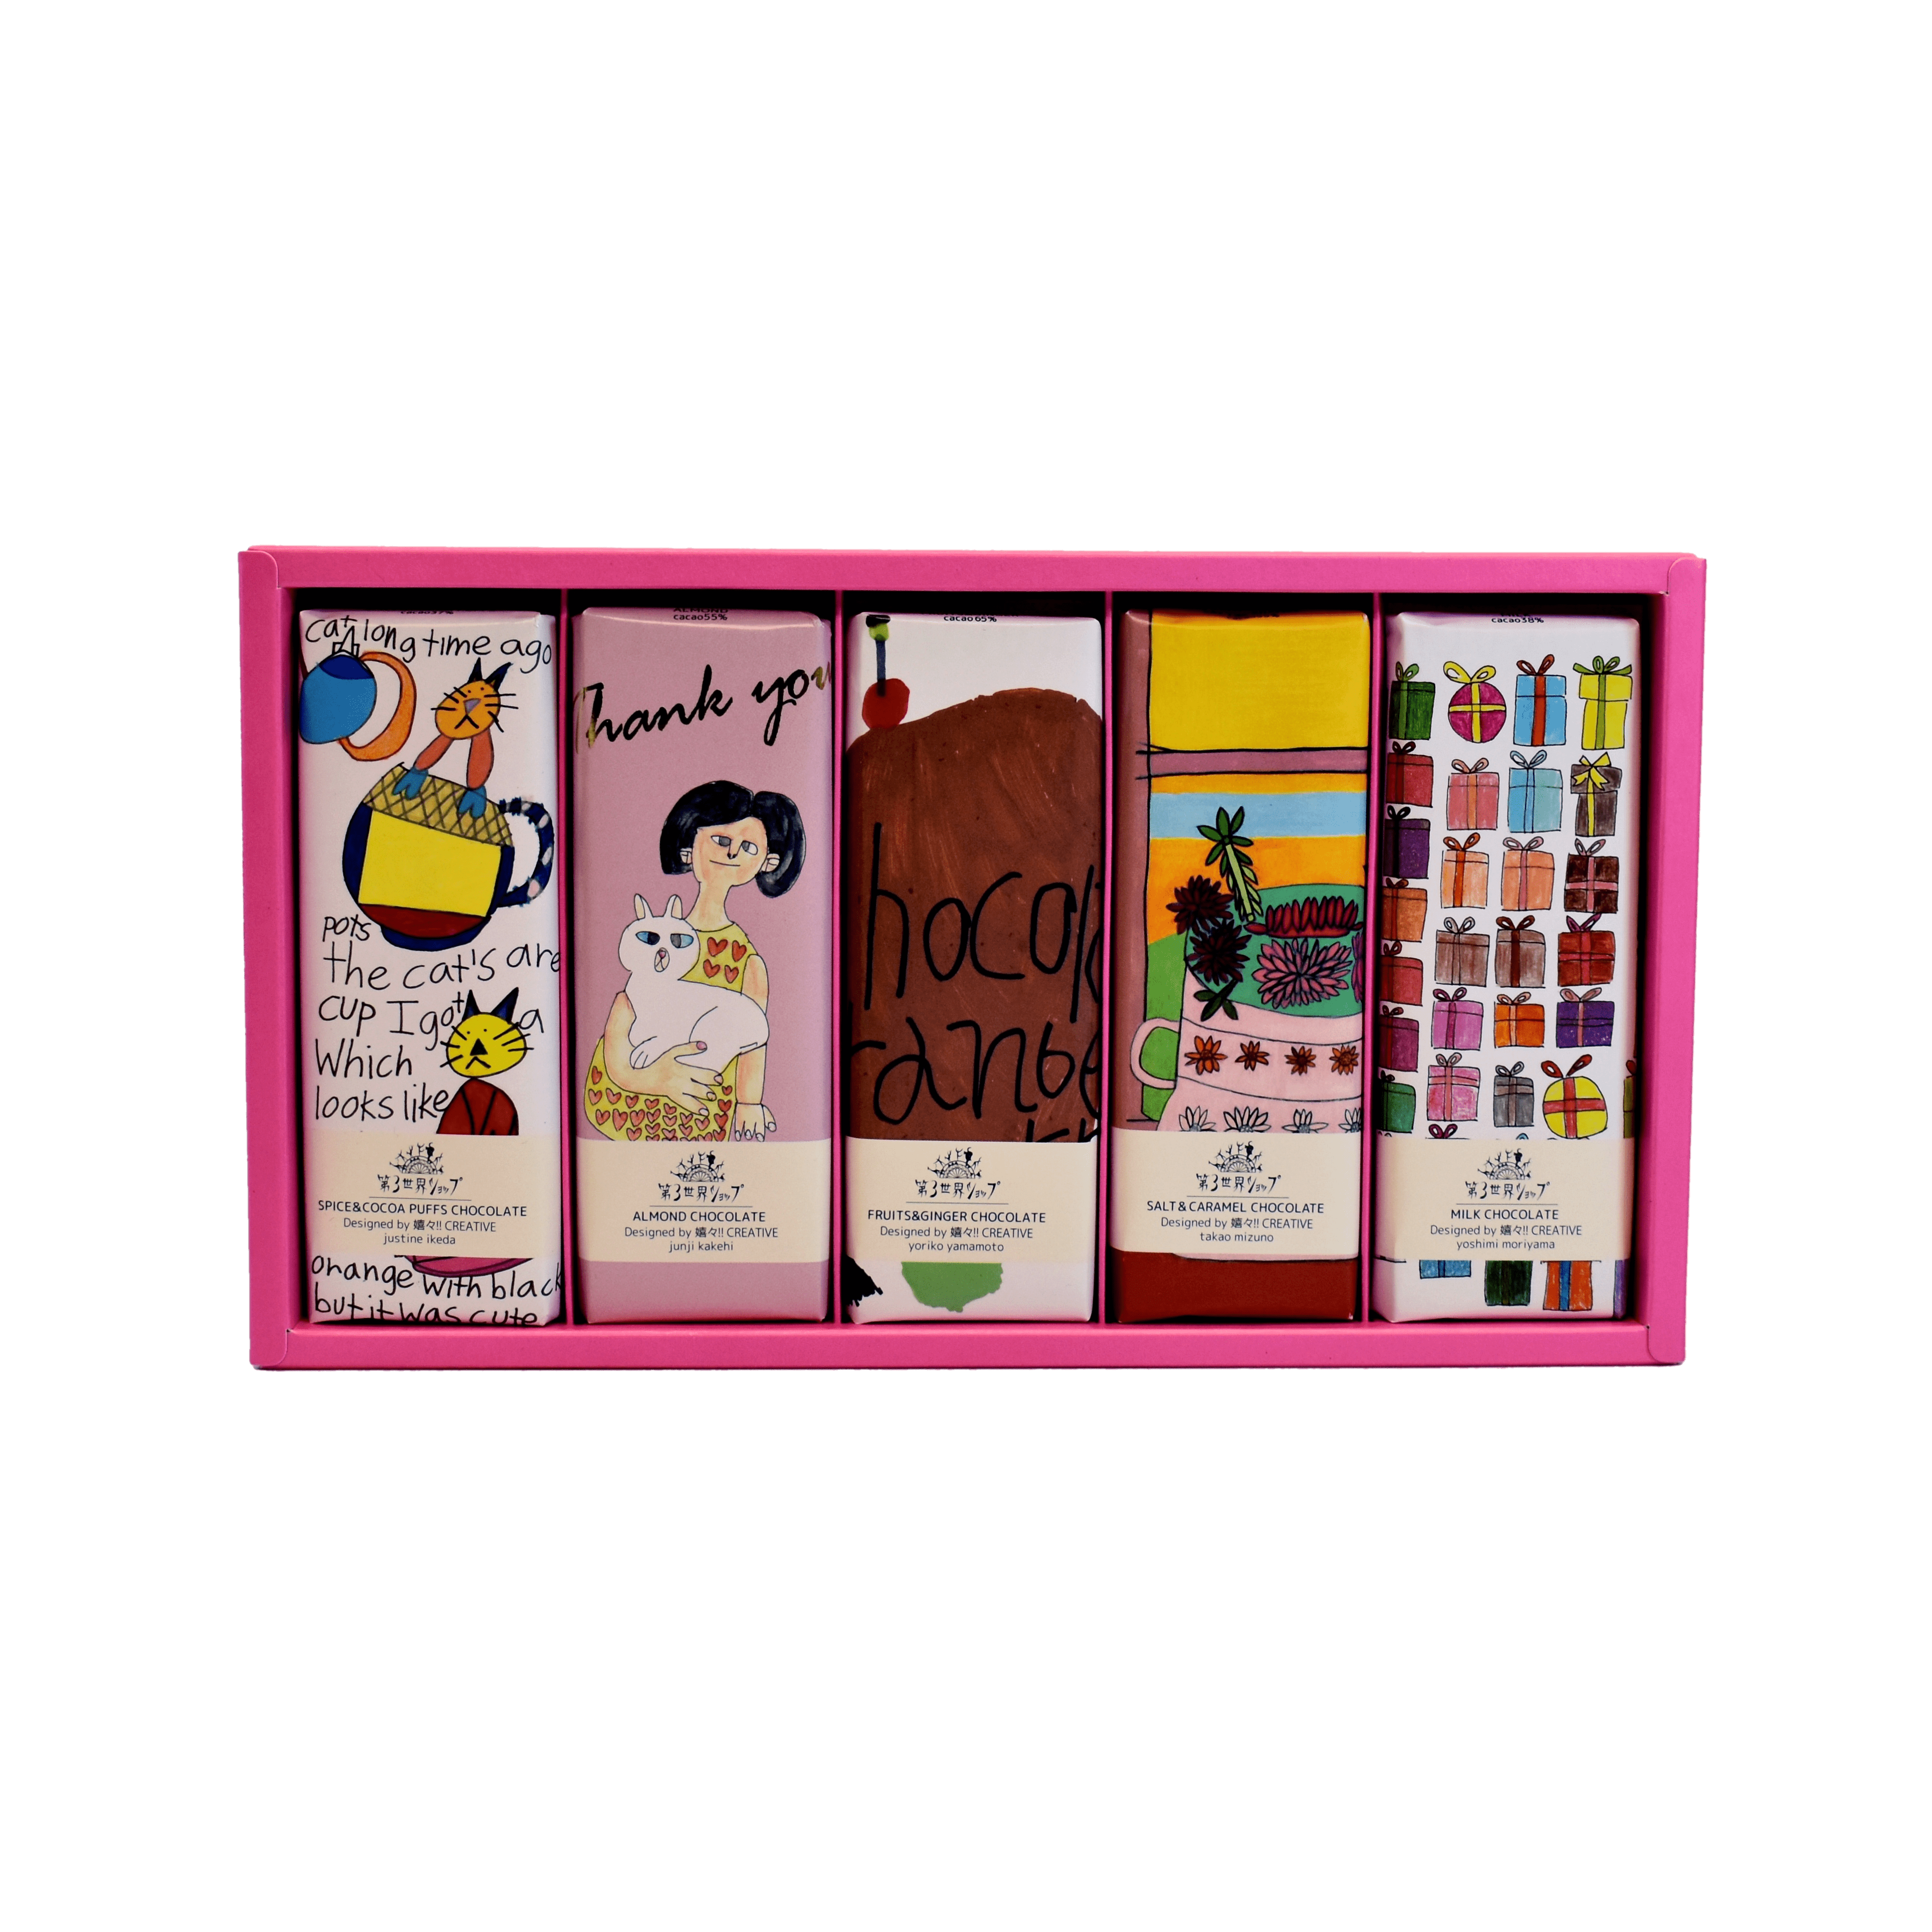 cat long time ago
pots
the cat's are
cup I got a
Which
looks like
第3世界ショップ
SPICE&COCOA PUFFS CHOCOLATE
Designed by 嬉々!! CREATIVE
justine ikeda
orange with black
but it was cute
ALMOND
cacao55%
Thank you
第3世界ショップ
ALMOND CHOCOLATE
Designed by 嬉々!! CREATIVE
junji kakehi
cacao65%
hocola
range
第3世界ショップ
FRUITS&GINGER CHOCOLATE
Designed by 嬉々!! CREATIVE
yoriko yamamoto
第3世界ショップ
SALT&CARAMEL CHOCOLATE
Designed by 嬉々!! CREATIVE
takao mizuno
cacao38%
第3世界ショップ
MILK CHOCOLATE
Designed by 嬉々!! CREATIVE
yoshimi moriyama